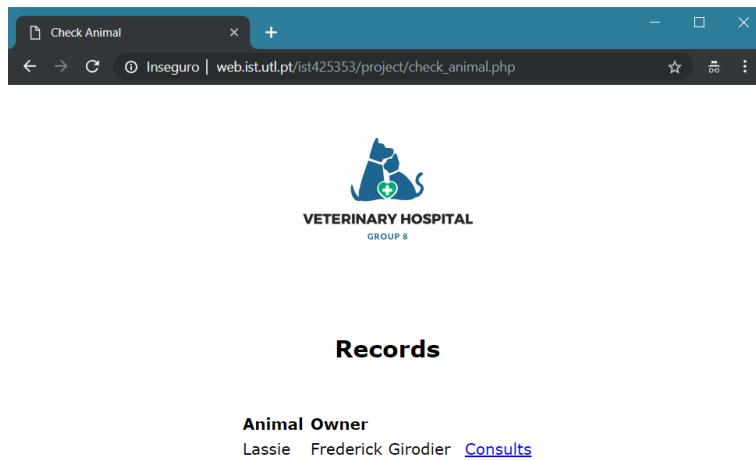 Check Animal
Inseguro | web.ist.utl.pt/ist425353/project/check_animal.php
VETERINARY HOSPITAL
GROUP 8
Records
Animal Owner
Lassie Frederick Girodier Consults